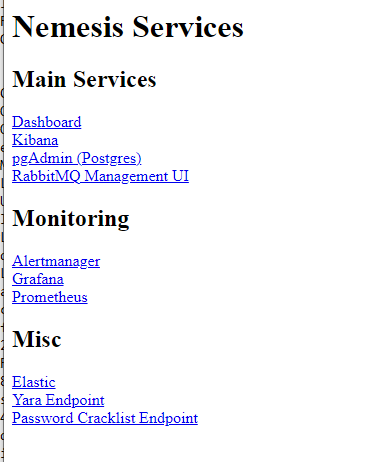 Nemesis Services
Main Services
Dashboard
Kibana
pgAdmin (Postgres)
RabbitMQ Management UI
Monitoring
Alertmanager
Grafana
Prometheus
Misc
Elastic
Yara Endpoint
Password Cracklist Endpoint